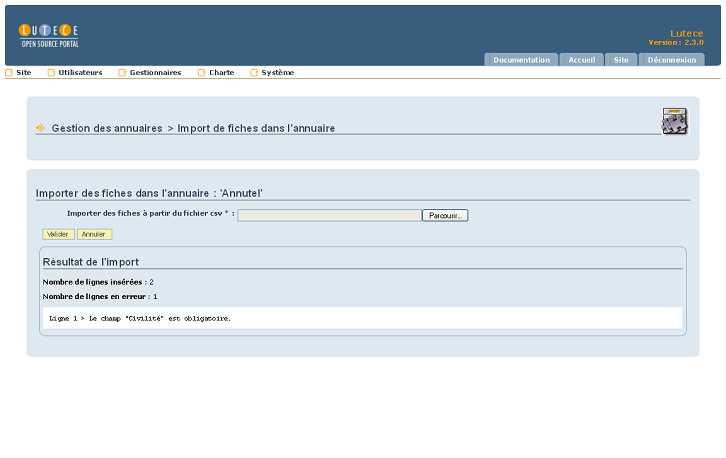 LUTECE
OPEN SOURCE PORTAL
Lutece
Version : 2.3.0
Documentation Accueil Site Déconnexion
Site Utilisateurs Gestionnaires Charte Système
Gestion des annuaires > Import de fiches dans l'annuaire
Importer des fiches dans l'annuaire : 'Annutel'
Importer des fiches à partur du fichier csv * : Parcourir...
Valider Annuler
Résultat de l'import
Nombre de lignes insérées : 2
Nombre de lignes en erreur : 1
Ligne 1 > Le champ "Civilité" est obligatoire.